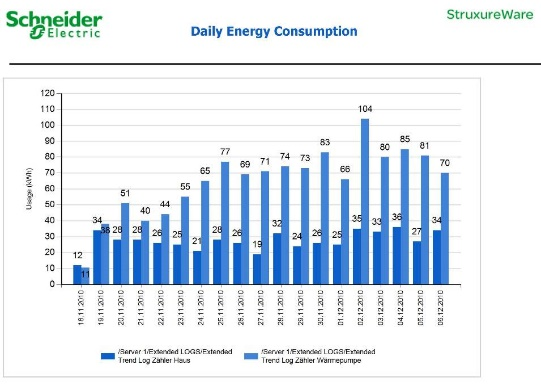 Schneider
Electric
StruxureWare
Daily Energy Consumption
Usage (kWh)
120
110
100
90
80
70
60
50
40
30
20
10
0
12 34 28 28 26 25 21 28 26 19 32 24 26 25 35 33 36 27 34
11 38 51 40 44 55 65 77 69 71 74 73 83 66 104 80 85 81 70
18.11.2010 19.11.2010 20.11.2010 21.11.2010 22.11.2010 23.11.2010 24.11.2010 25.11.2010 26.11.2010 27.11.2010 28.11.2010 29.11.2010 30.11.2010 01.12.2010 02.12.2010 03.12.2010 04.12.2010 05.12.2010 06.12.2010
/Server 1/Extended LOGS/Extended
Trend Log Zähler Haus
/Server 1/Extended LOGS/Extended
Trend Log Zähler Wärmepumpe